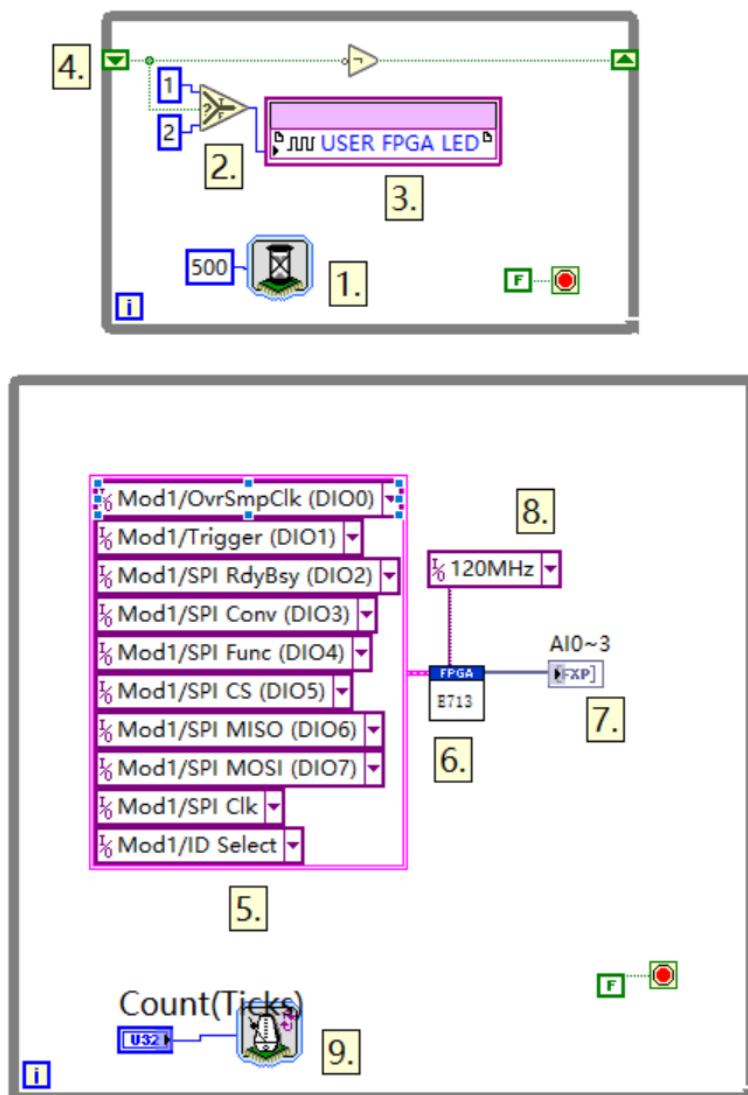 4.
1
?
T
F
2
2.
USER FPGA LED
3.
500
1.
F
i
Mod1/OvrSmpClk (DIO0)
Mod1/Trigger (DIO1)
Mod1/SPI RdyBsy (DIO2)
Mod1/SPI Conv (DIO3)
Mod1/SPI Func (DIO4)
Mod1/SPI CS (DIO5)
Mod1/SPI MISO (DIO6)
Mod1/SPI MOSI (DIO7)
Mod1/SPI Clk
Mod1/ID Select
5.
8.
120MHz
FPGA
E713
6.
AI0~3
FXP
7.
F
Count(Ticks)
U32
9.
i